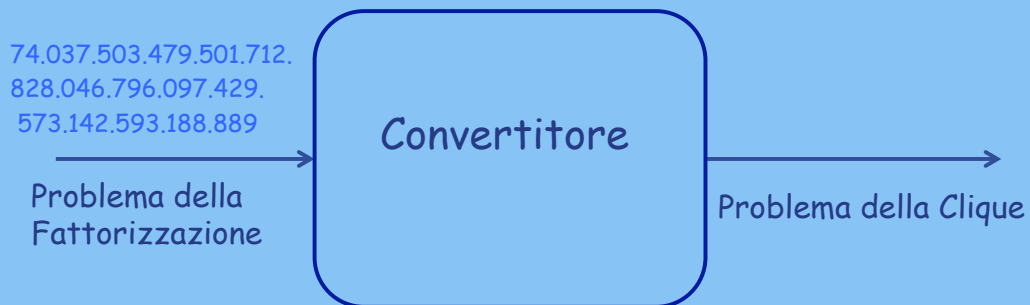 74.037.503.479.501.712.
828.046.796.097.429.
573.142.593.188.889
Convertitore
Problema della
Fattorizzazione
Problema della Clique